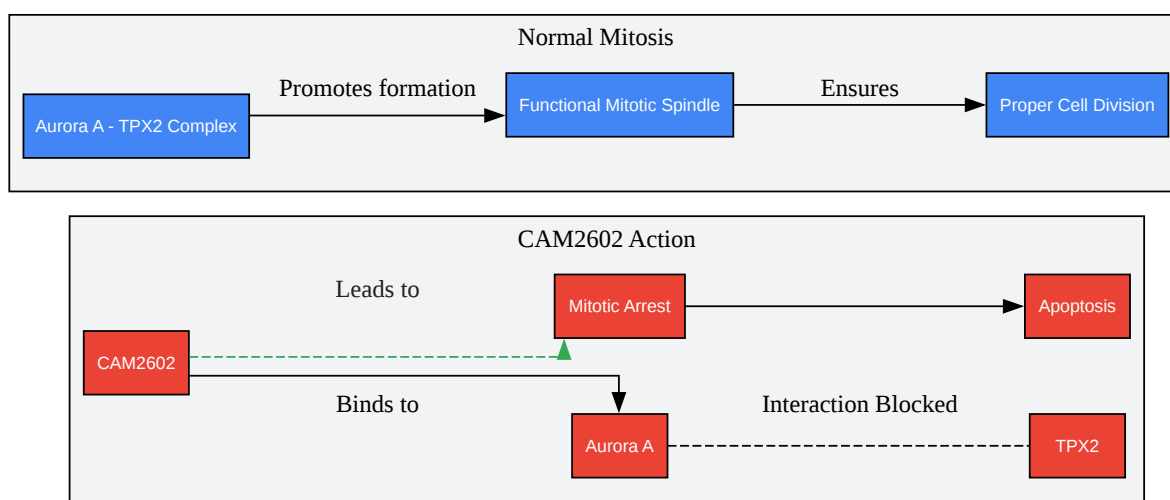 Normal Mitosis
Promotes formation
Ensures
Aurora A - TPX2 Complex
Functional Mitotic Spindle
Proper Cell Division
CAM2602 Action
Leads to
Mitotic Arrest
Apoptosis
CAM2602
Binds to
Interaction Blocked
Aurora A
TPX2